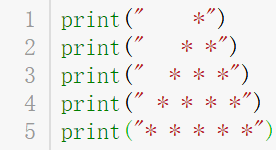 1 print("    *")
2 print("   * *")
3 print("  * * *")
4 print(" * * * *")
5 print("* * * * *")